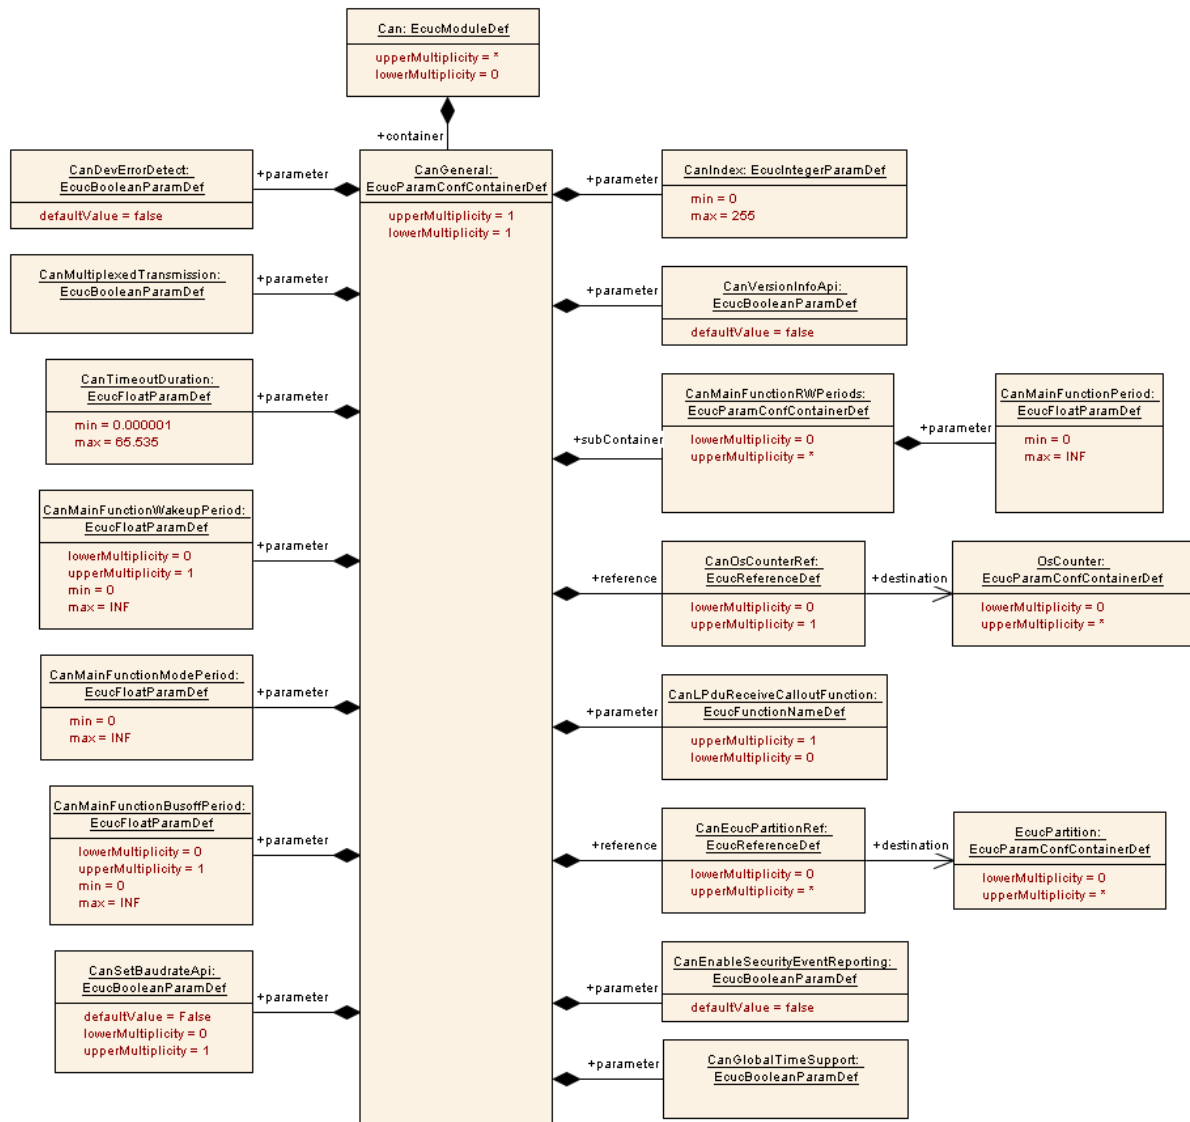 Can: EcucModuleDef
upperMultiplicity = *
lowerMultiplicity = 0
+container
CanGeneral:
EcucParamConfContainerDef
upperMultiplicity = 1
lowerMultiplicity = 1
CanDevErrorDetect:
EcucBooleanParamDef
defaultValue = false
+parameter
CanMultiplexedTransmission:
EcucBooleanParamDef
+parameter
CanTimeoutDuration:
EcucFloatParamDef
min = 0.000001
max = 65.535
+parameter
CanMainFunctionWakeupPeriod:
EcucFloatParamDef
lowerMultiplicity = 0
upperMultiplicity = 1
min = 0
max = INF
+parameter
CanMainFunctionModePeriod:
EcucFloatParamDef
min = 0
max = INF
+parameter
CanMainFunctionBusoffPeriod:
EcucFloatParamDef
lowerMultiplicity = 0
upperMultiplicity = 1
min = 0
max = INF
+parameter
CanSetBaudrateApi:
EcucBooleanParamDef
defaultValue = False
lowerMultiplicity = 0
upperMultiplicity = 1
+parameter
+parameter
CanIndex: EcucIntegerParamDef
min = 0
max = 255
+parameter
CanVersionInfoApi:
EcucBooleanParamDef
defaultValue = false
+subContainer
CanMainFunctionRWPeriods:
EcucParamConfContainerDef
lowerMultiplicity = 0
upperMultiplicity = *
+parameter
CanMainFunctionPeriod:
EcucFloatParamDef
min = 0
max = INF
+reference
CanOsCounterRef:
EcucReferenceDef
lowerMultiplicity = 0
upperMultiplicity = 1
+destination
OsCounter:
EcucParamConfContainerDef
lowerMultiplicity = 0
upperMultiplicity = *
+parameter
CanLPduReceiveCalloutFunction:
EcucFunctionNameDef
upperMultiplicity = 1
lowerMultiplicity = 0
+reference
CanEcucPartitionRef:
EcucReferenceDef
lowerMultiplicity = 0
upperMultiplicity = *
+destination
EcucPartition:
EcucParamConfContainerDef
lowerMultiplicity = 0
upperMultiplicity = *
+parameter
CanEnableSecurityEventReporting:
EcucBooleanParamDef
defaultValue = false
+parameter
CanGlobalTimeSupport:
EcucBooleanParamDef